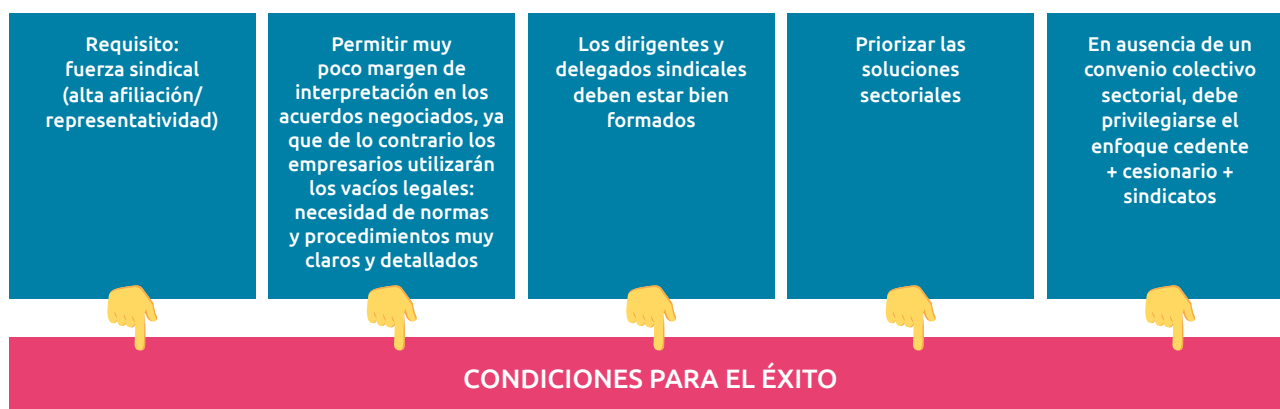 Requisito:
fuerza sindical
(alta afiliación/
representatividad)
Permitir muy
poco margen de
interpretación en los
acuerdos negociados, ya
que de lo contrario los
empresarios utilizarán
los vacíos legales:
necesidad de normas
y procedimientos muy
claros y detallados
Los dirigentes y
delegados sindicales
deben estar bien
formados
Priorizar las
soluciones
sectoriales
En ausencia de un
convenio colectivo
sectorial, debe
privilegiarse el
enfoque cedente
+ cesionario +
sindicatos
CONDICIONES PARA EL ÉXITO